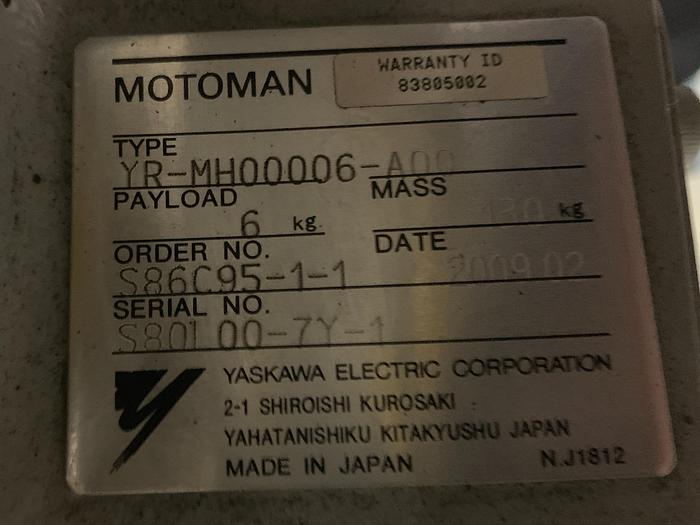 MOTOMAN
WARRANTY ID
83805002
TYPE
YR-MH00006-A00
PAYLOAD
6 kg.
MASS
130 kg
ORDER NO.
S86C95-1-1
DATE
2009.02
SERIAL NO.
S80L00-7Y-1
YASKAWA ELECTRIC CORPORATION
2-1 SHIROISHI KUROSAKI
YAHATANISHIKU KITAKYUSHU JAPAN
MADE IN JAPAN
N.J1812